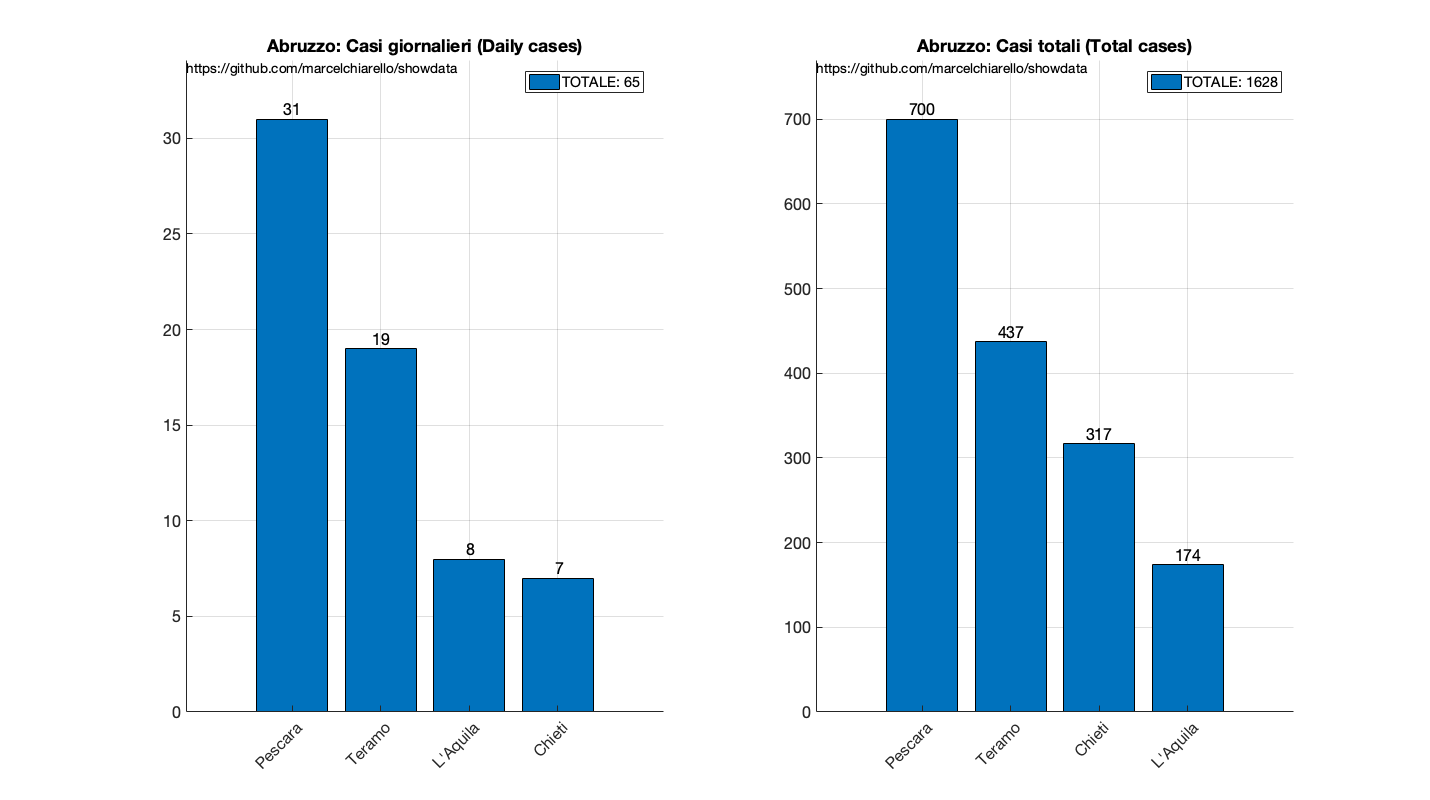 Abruzzo: Casi giornalieri (Daily cases)
https://github.com/marcelchiarello/showdata
TOTALE: 65
31
19
8
7
30
25
20
15
10
5
0
Pescara
Teramo
L'Aquila
Chieti
Abruzzo: Casi totali (Total cases)
https://github.com/marcelchiarello/showdata
TOTALE: 1628
700
437
317
174
700
600
500
400
300
200
100
0
Pescara
Teramo
Chieti
L'Aquila